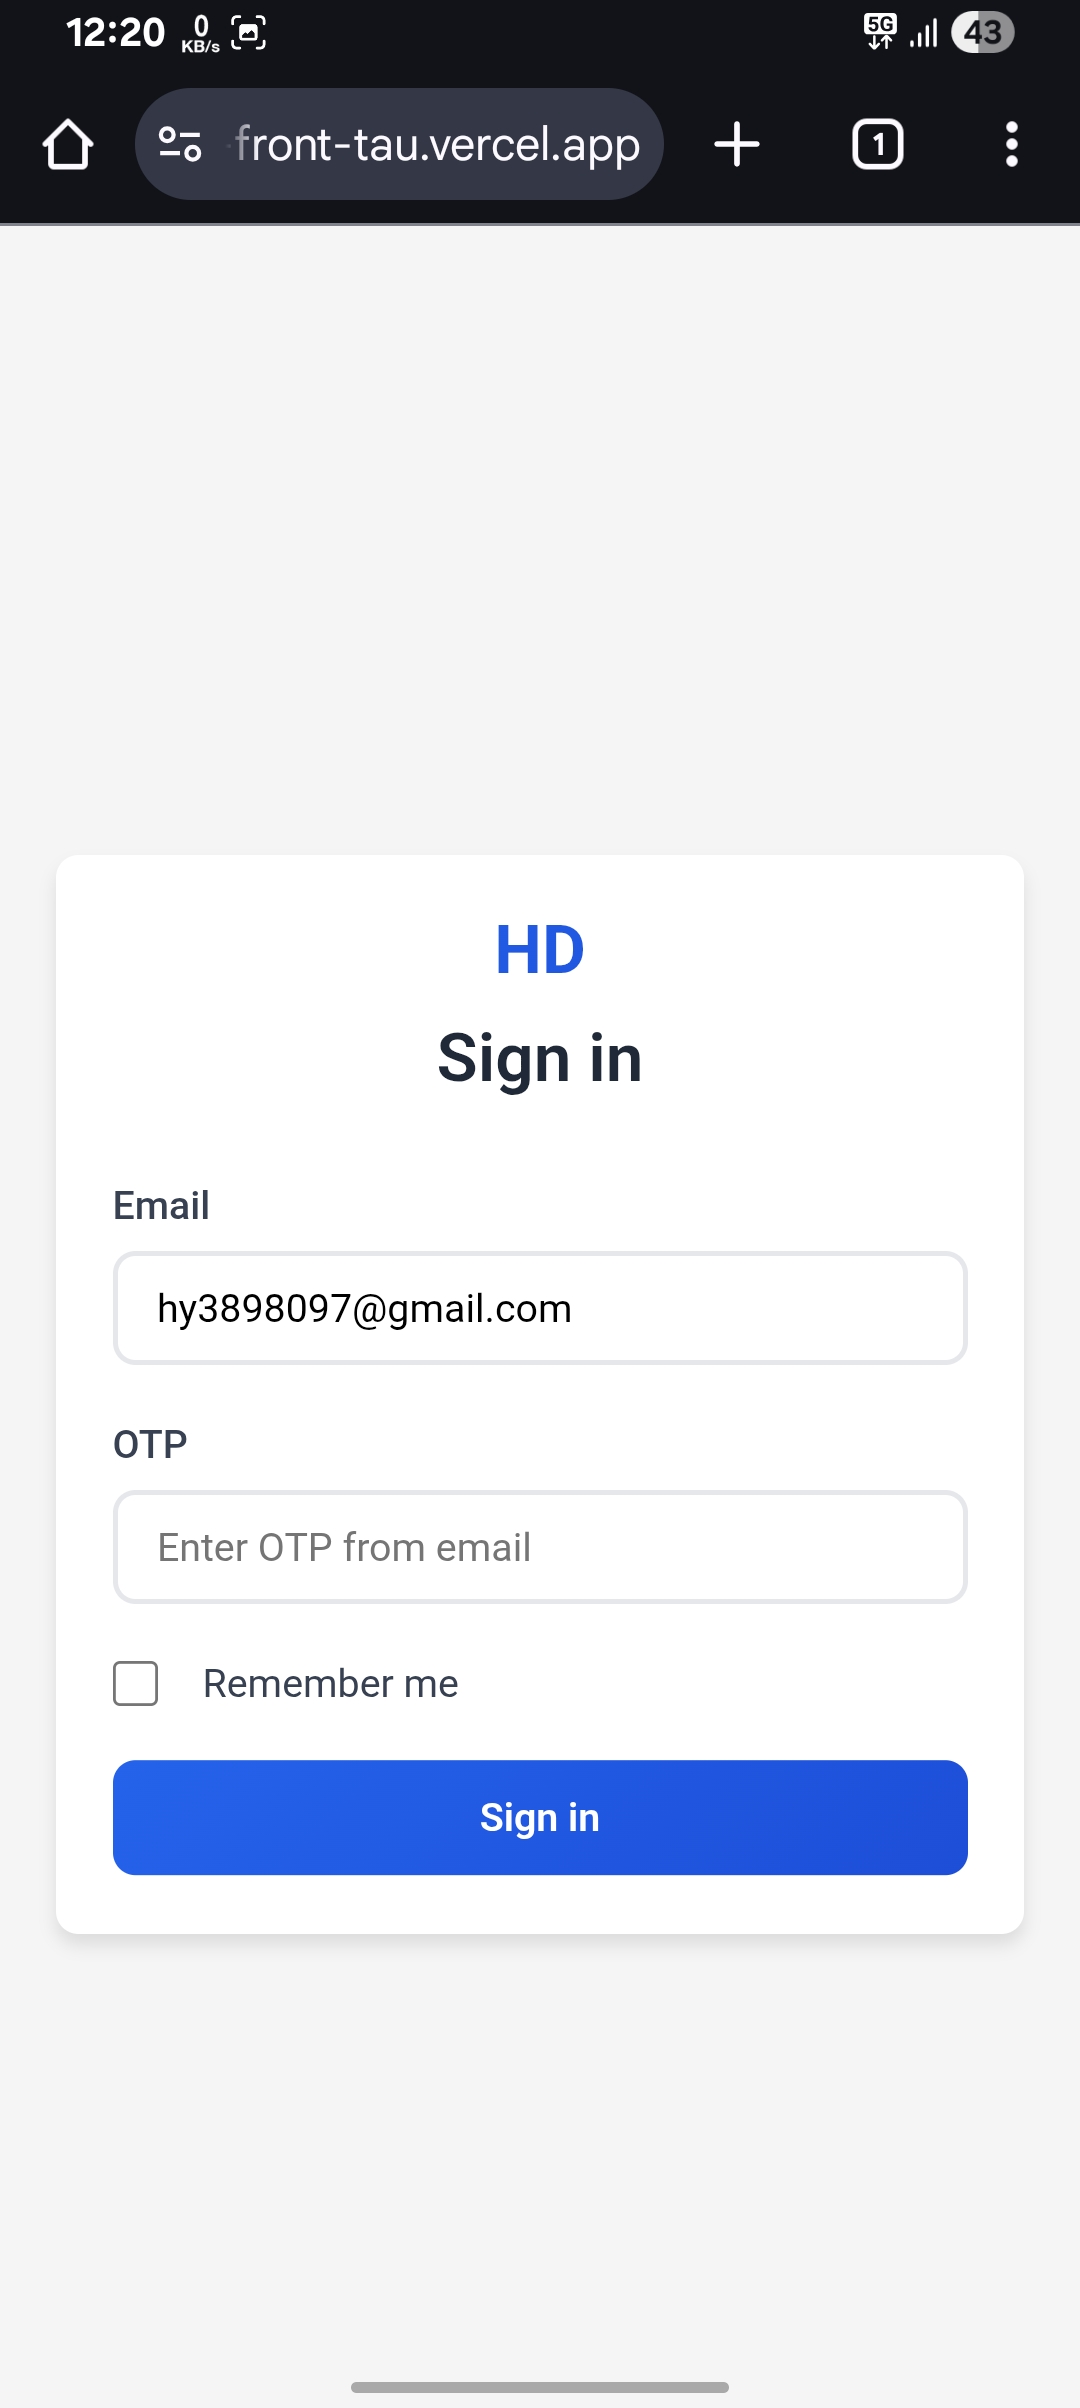 12:20 0 KB/s 5G 43
front-tau.vercel.app 1
HD
Sign in
Email
hy3898097@gmail.com
OTP
Enter OTP from email
Remember me
Sign in